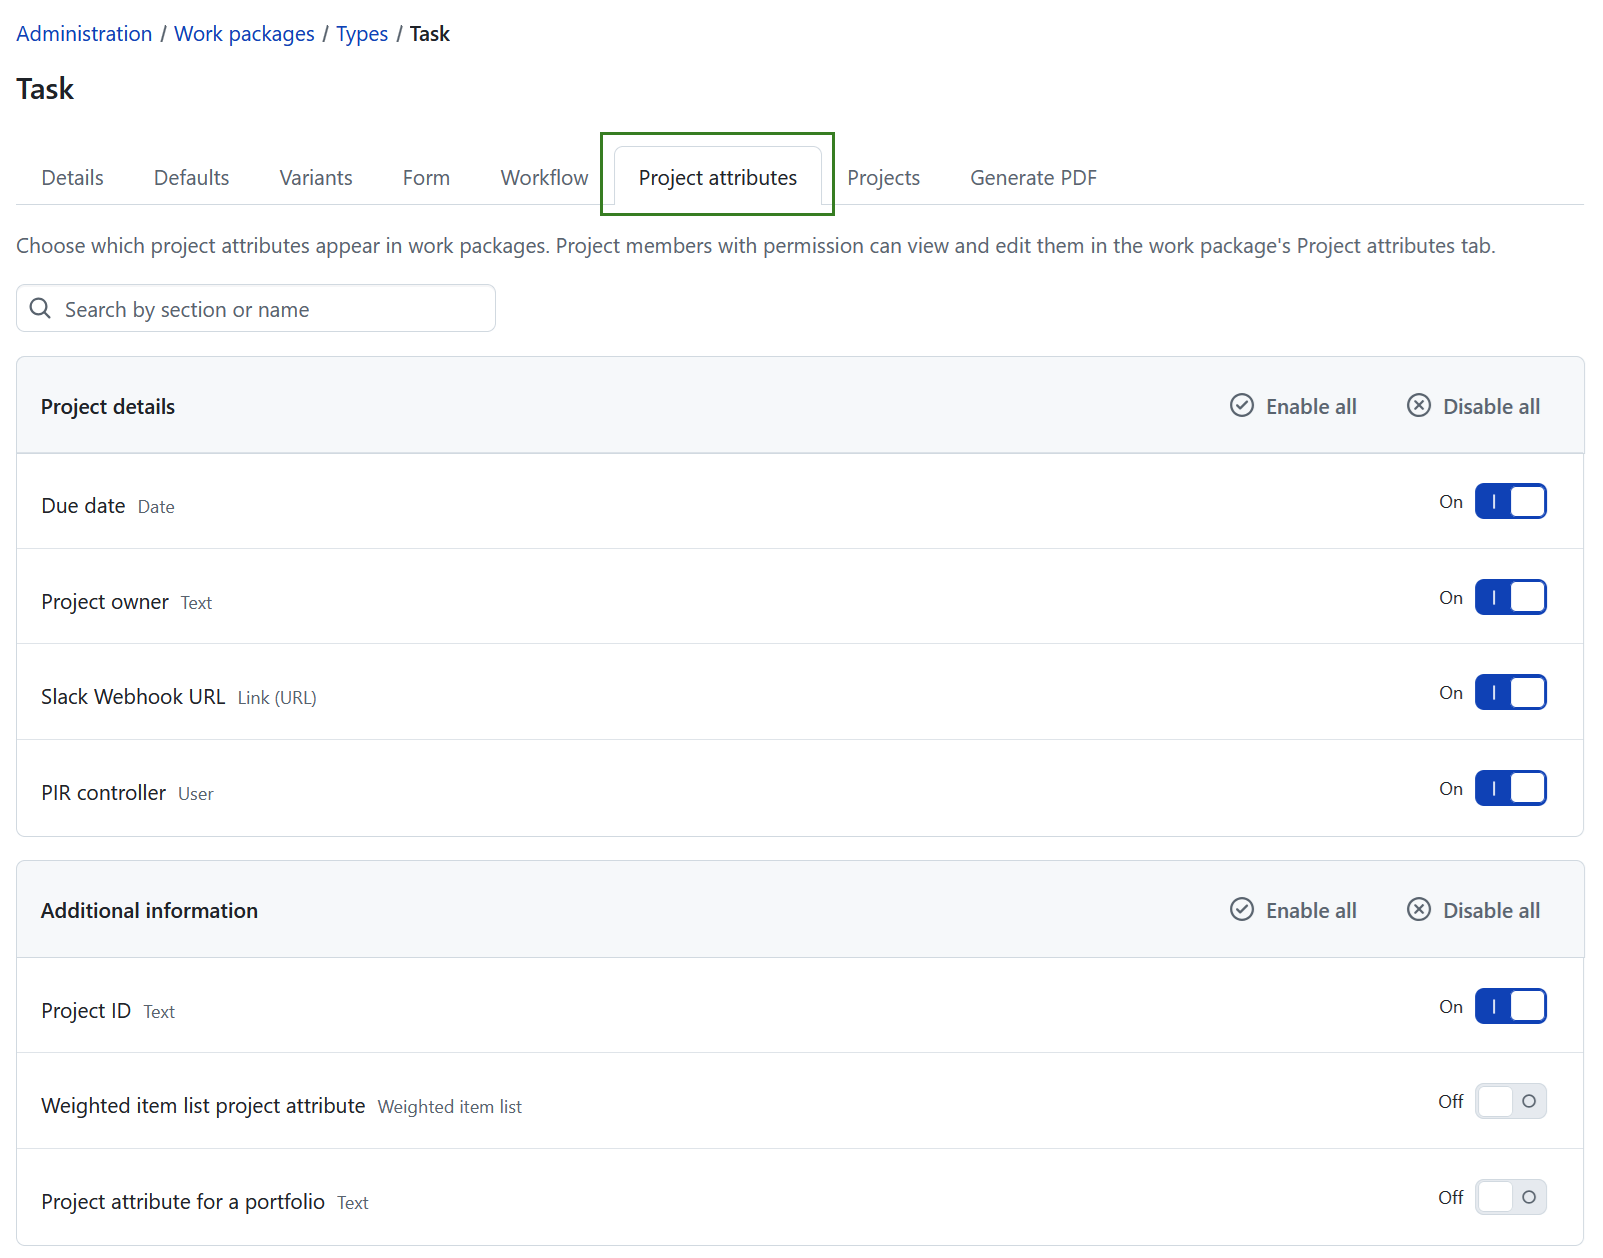 Administration / Work packages / Types / Task
Task
Details Defaults Variants Form Workflow Project attributes Projects Generate PDF
Choose which project attributes appear in work packages. Project members with permission can view and edit them in the work package's Project attributes tab.
Search by section or name
Project details Enable all Disable all
Due date Date On
Project owner Text On
Slack Webhook URL Link (URL) On
PIR controller User On
Additional information Enable all Disable all
Project ID Text On
Weighted item list project attribute Weighted item list Off
Project attribute for a portfolio Text Off